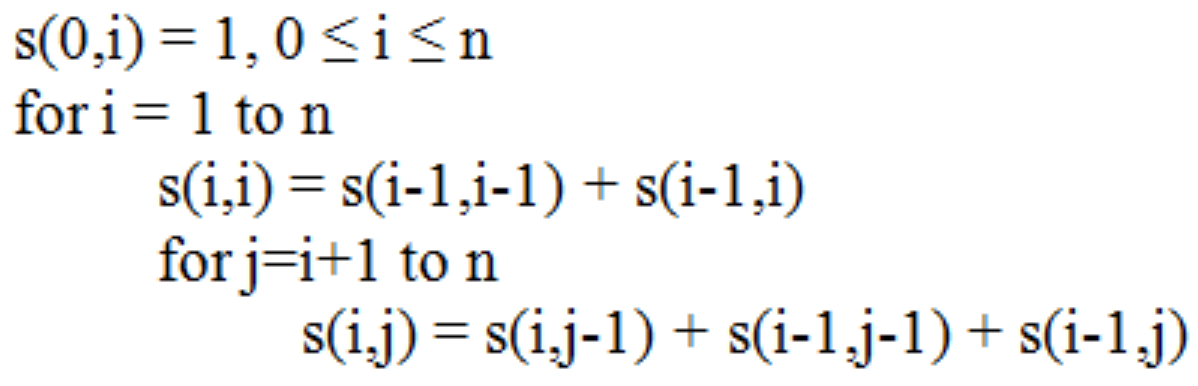 s(0,i) = 1, 0 ≤ i ≤ n
for i = 1 to n
s(i,i) = s(i-1,i-1) + s(i-1,i)
for j=i+1 to n
s(i,j) = s(i,j-1) + s(i-1,j-1) + s(i-1,j)